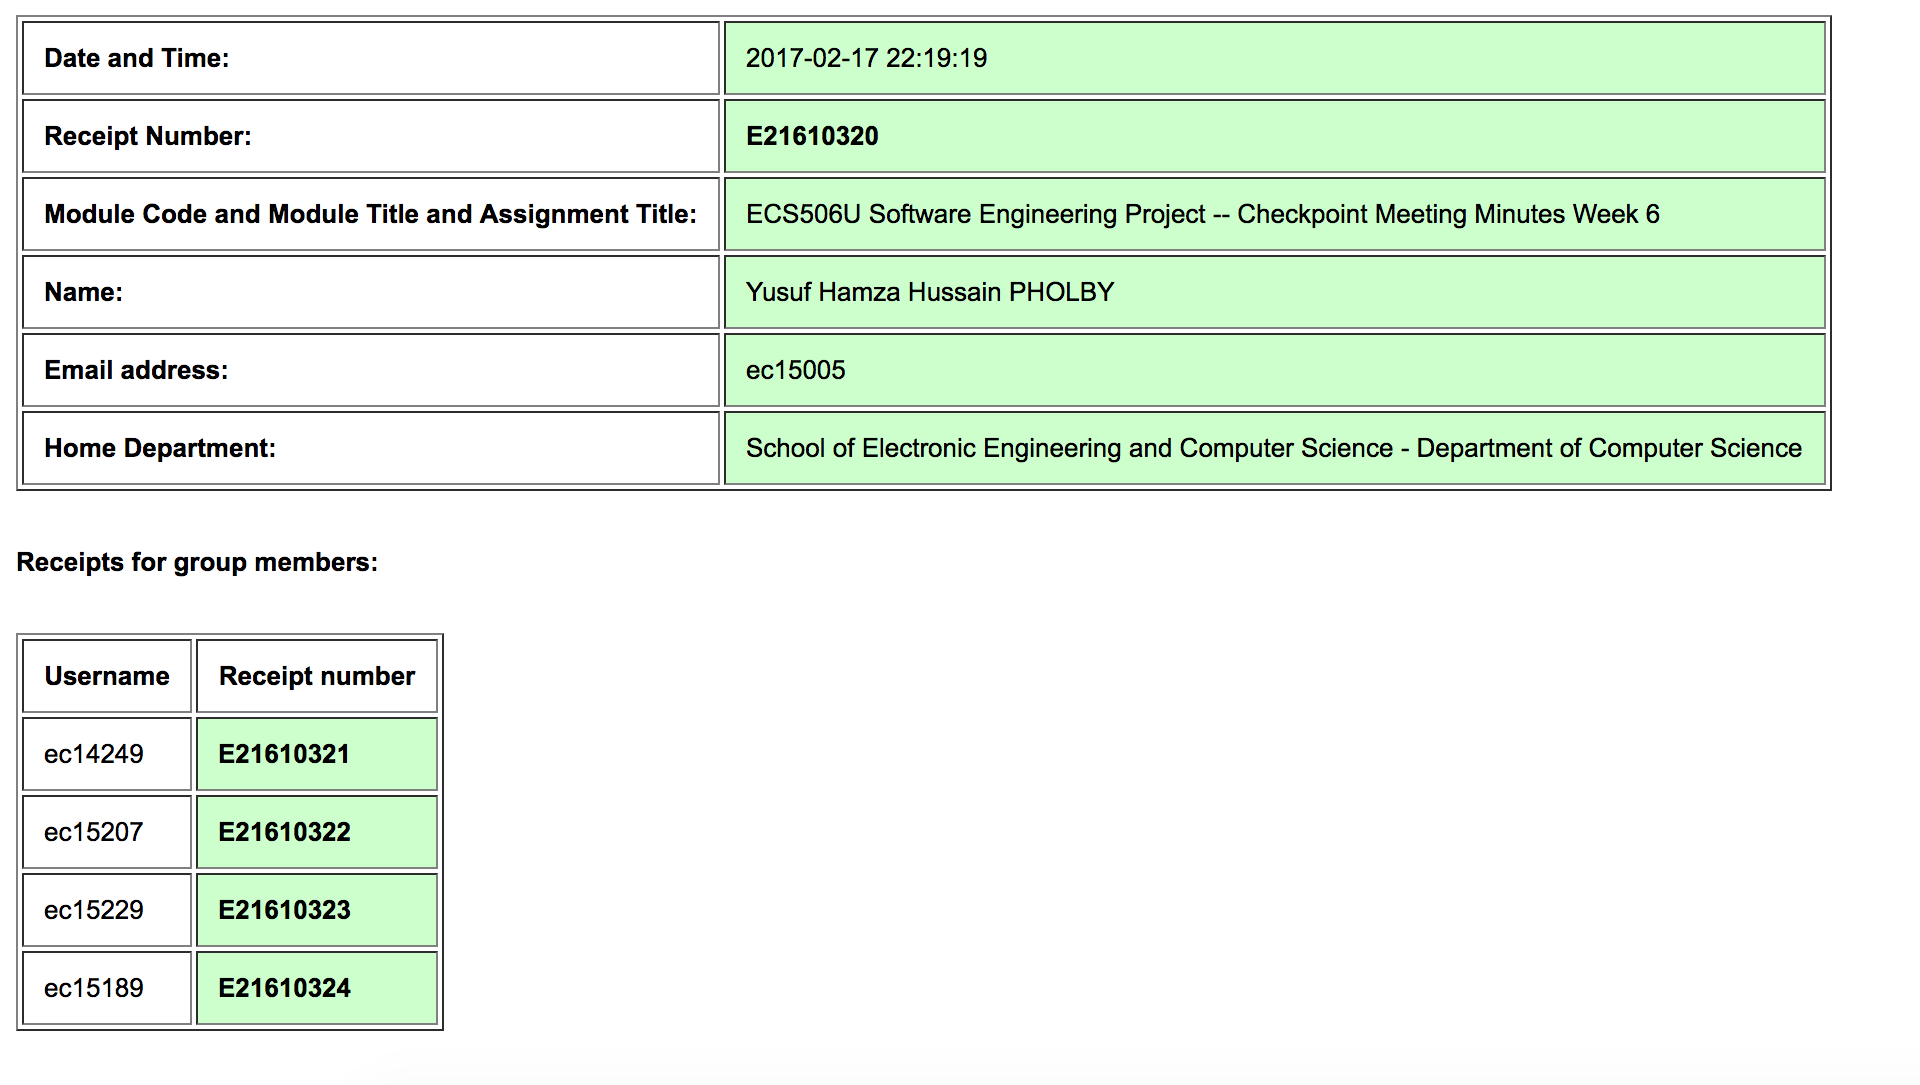 Date and Time: 2017-02-17 22:19:19
Receipt Number: E21610320
Module Code and Module Title and Assignment Title: ECS506U Software Engineering Project -- Checkpoint Meeting Minutes Week 6
Name: Yusuf Hamza Hussain PHOLBY
Email address: ec15005
Home Department: School of Electronic Engineering and Computer Science - Department of Computer Science
Receipts for group members:
Username Receipt number
ec14249 E21610321
ec15207 E21610322
ec15229 E21610323
ec15189 E21610324